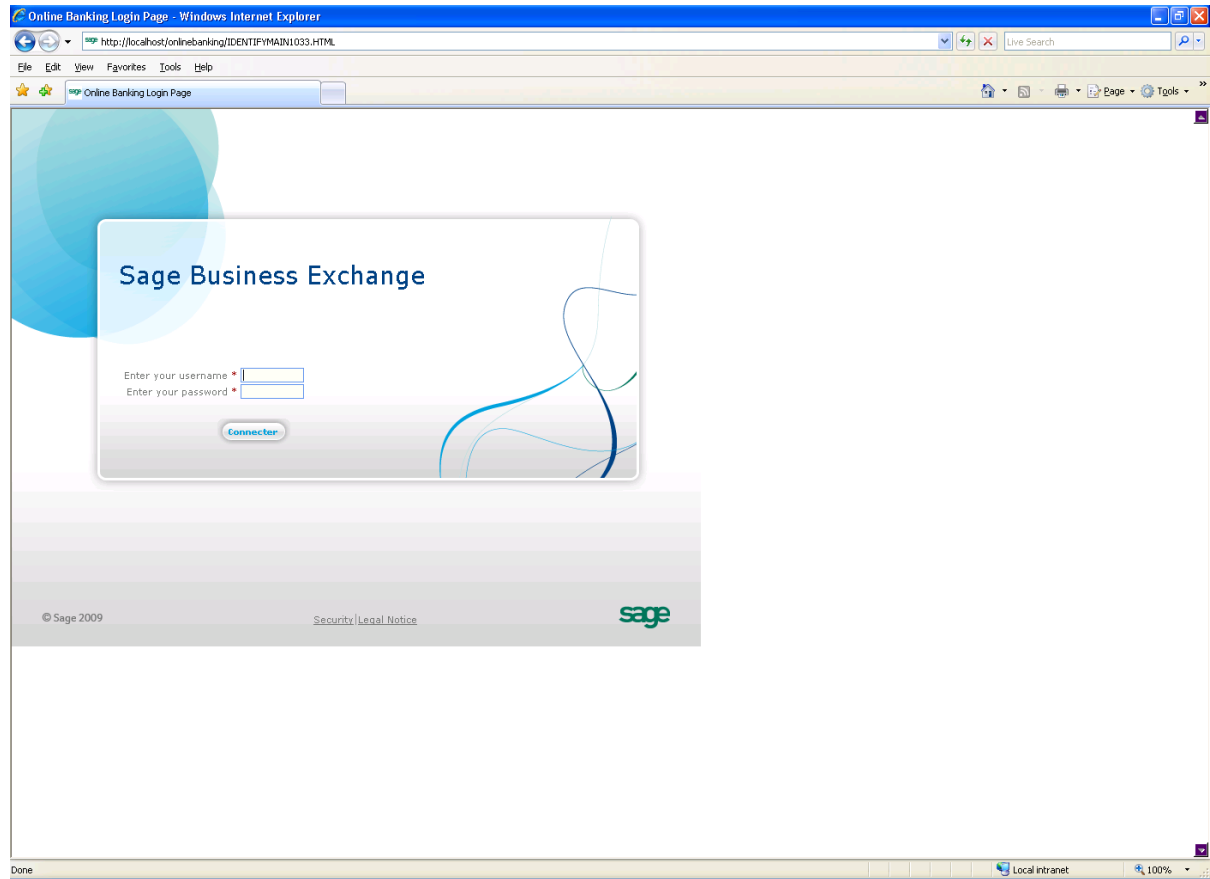 Online Banking Login Page - Windows Internet Explorer
sage http://localhost/onlinebanking/IDENTIFYMAIN1033.HTML Live Search
File Edit View Favorites Tools Help
sage Online Banking Login Page Page Tools »
Sage Business Exchange
Enter your username *
Enter your password *
Connecter
© Sage 2009 Security|Legal Notice sage
Done Local intranet 100%